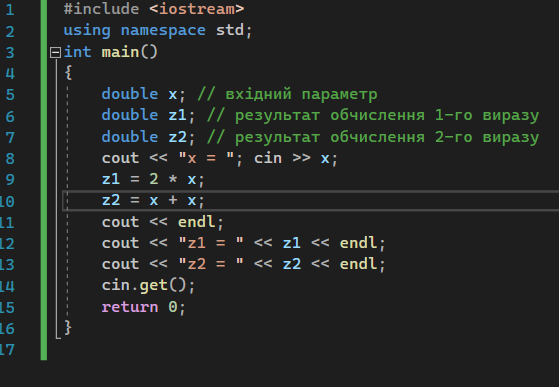 1 #include <iostream>
2 using namespace std;
3 int main()
4 {
5 double x; // вхідний параметр
6 double z1; // результат обчислення 1-го виразу
7 double z2; // результат обчислення 2-го виразу
8 cout << "x = "; cin >> x;
9 z1 = 2 * x;
10 z2 = x + x;
11 cout << endl;
12 cout << "z1 = " << z1 << endl;
13 cout << "z2 = " << z2 << endl;
14 cin.get();
15 return 0;
16 }
17